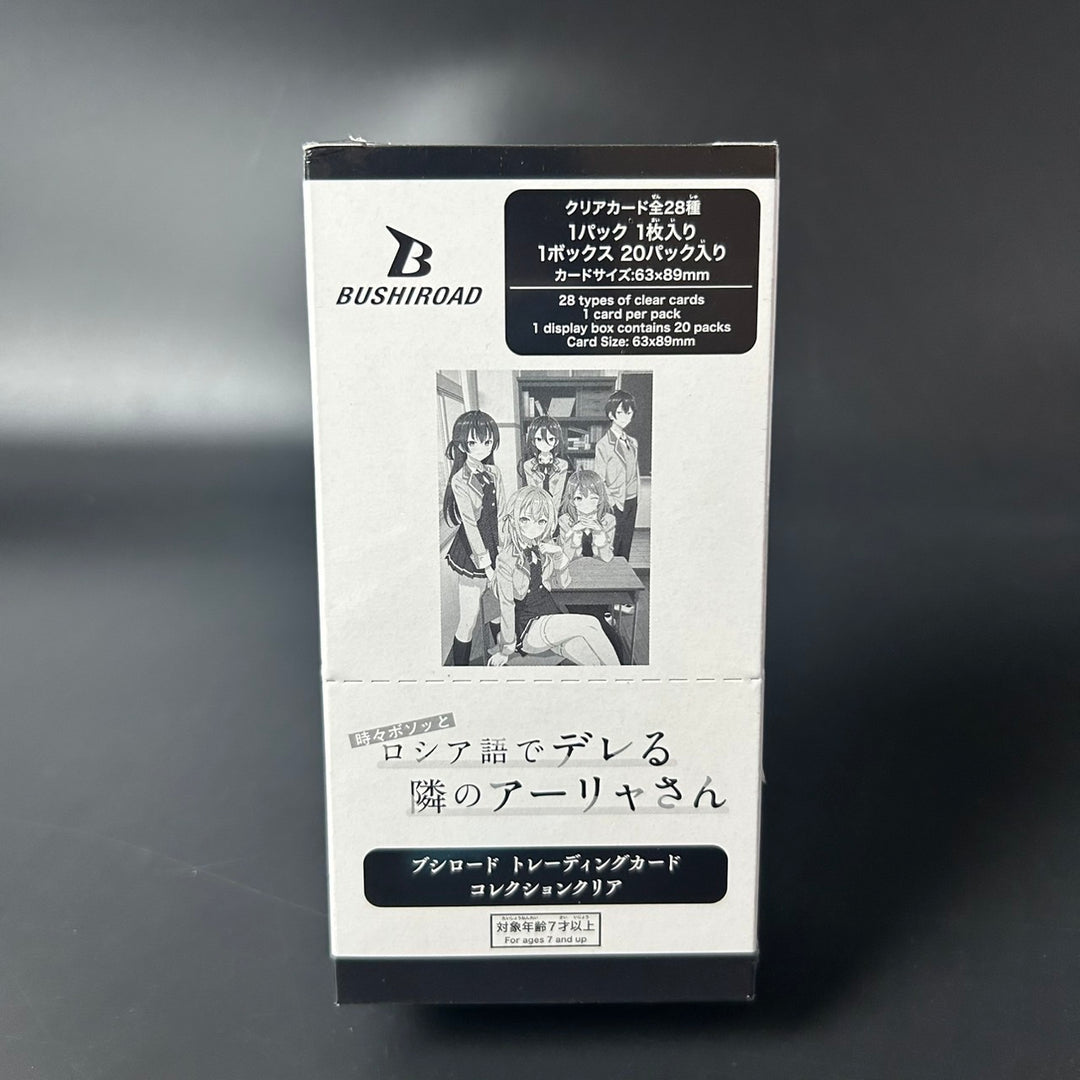 BUSHIROAD
クリアカード全28種
1パック 1枚入り
1ボックス 20パック入り
カードサイズ:63×89mm
28 types of clear cards
1 card per pack
1 display box contains 20 packs
Card Size: 63x89mm
時々ボソッと
ロシア語でデレる
隣のアーリャさん
ブシロード トレーディングカード
コレクションクリア
対象年齢7才以上
For ages 7 and up